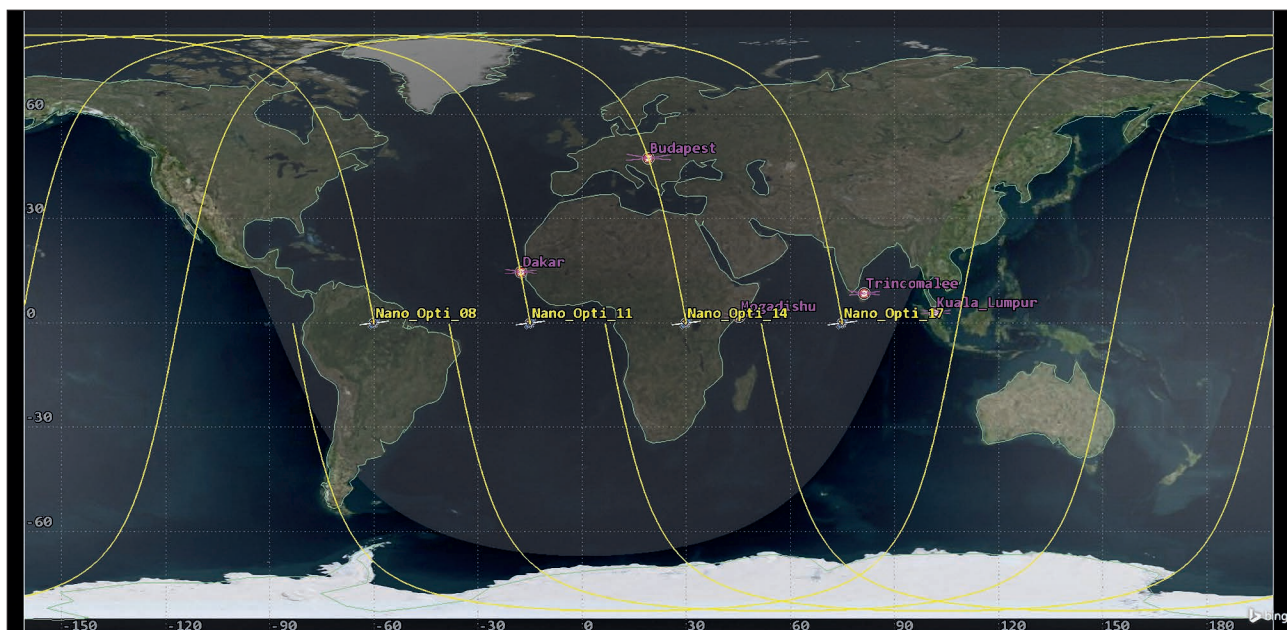 60
Budapest
30
Dakar
Trincomalee
Mogadishu
Kuala_Lumpur
0
Nano_Opti_08
Nano_Opti_11
Nano_Opti_14
Nano_Opti_17
-30
-60
bing
-150 -120 -90 -60 -30 0 30 60 90 120 150 180